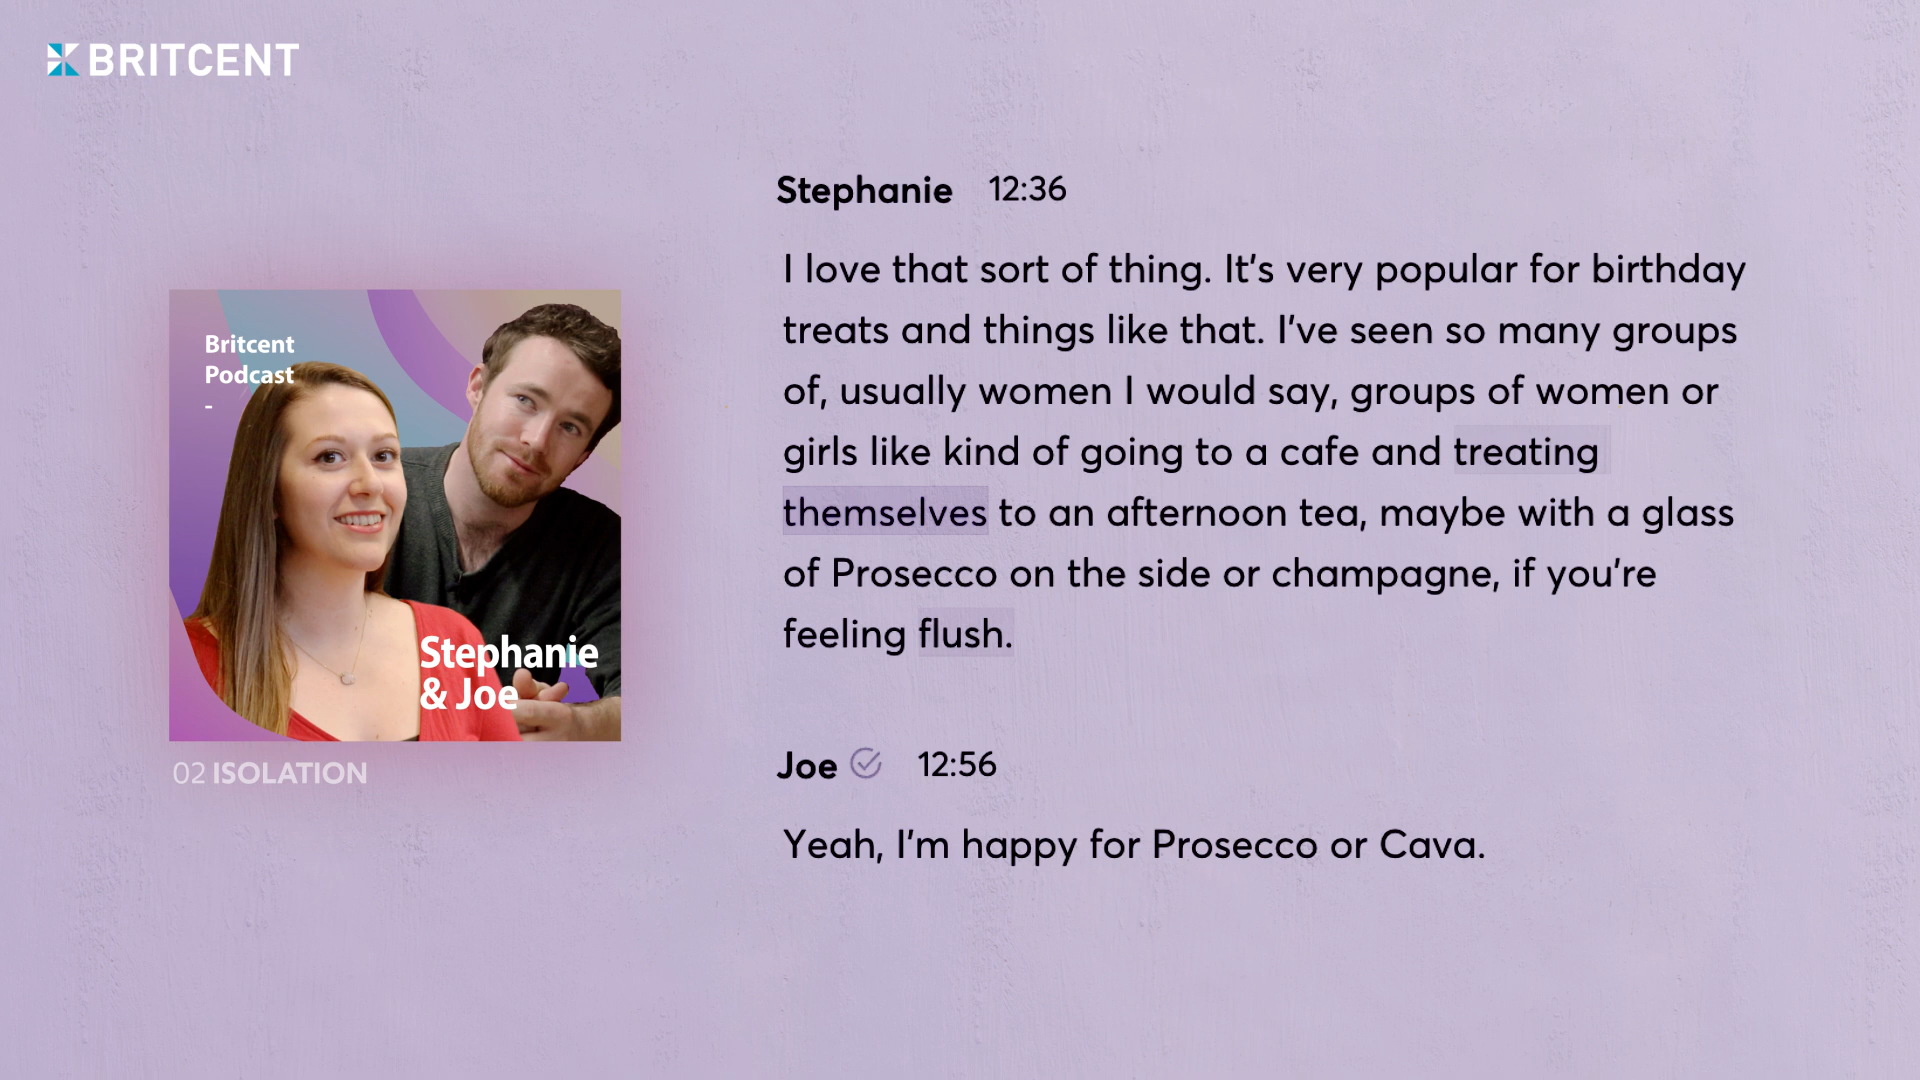 BRITCENT
Britcent
Podcast
-
Stephanie
& Joe
02 ISOLATION
Stephanie 12:36
I love that sort of thing. It's very popular for birthday
treats and things like that. I've seen so many groups
of, usually women I would say, groups of women or
girls like kind of going to a cafe and treating
themselves to an afternoon tea, maybe with a glass
of Prosecco on the side or champagne, if you're
feeling flush.
Joe 12:56
Yeah, I'm happy for Prosecco or Cava.